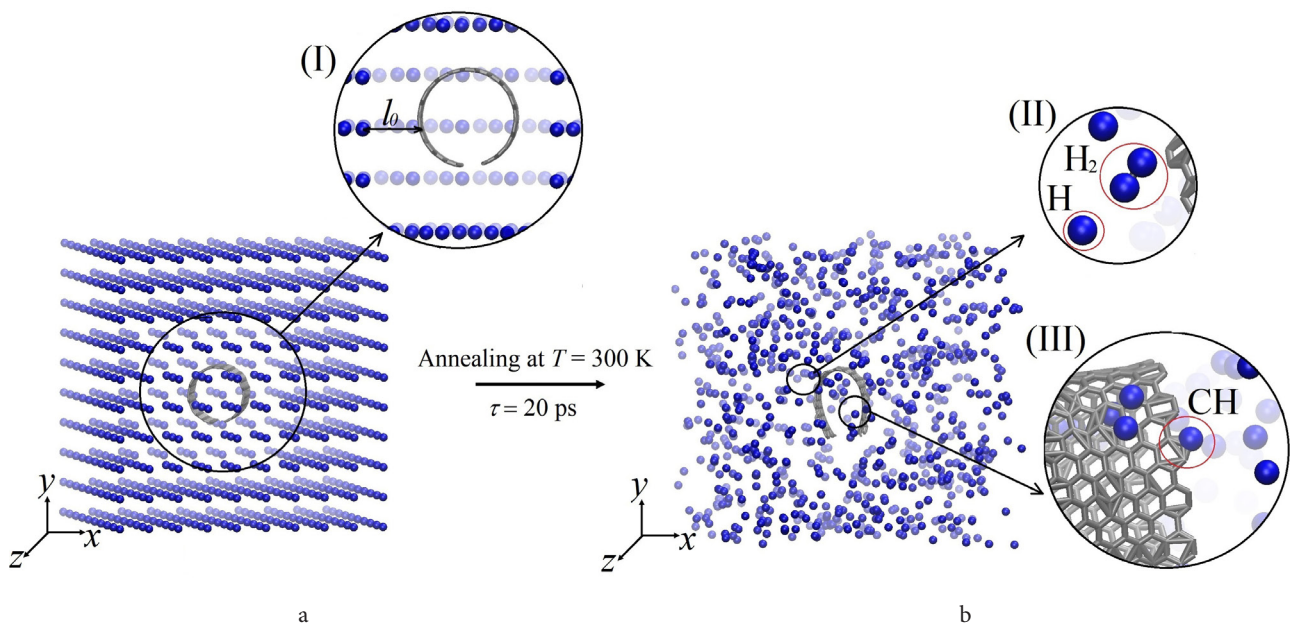 (I)
l0
(II)
H2
H
Annealing at T = 300 K
τ = 20 ps
(III)
CH
y
x
z
y
x
z
a
b